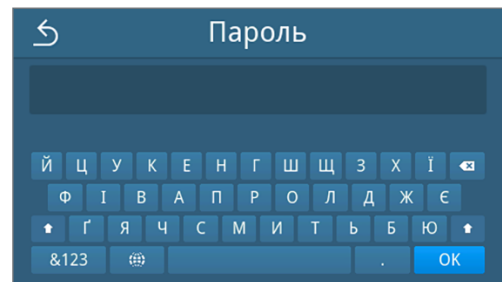 Пароль
Й Ц У К Е Н Г Ш Щ З Х Ї
Ф І В А П Р О Л Д Ж Є
Ґ Я Ч С М И Т Ь Б Ю
&123 . OK